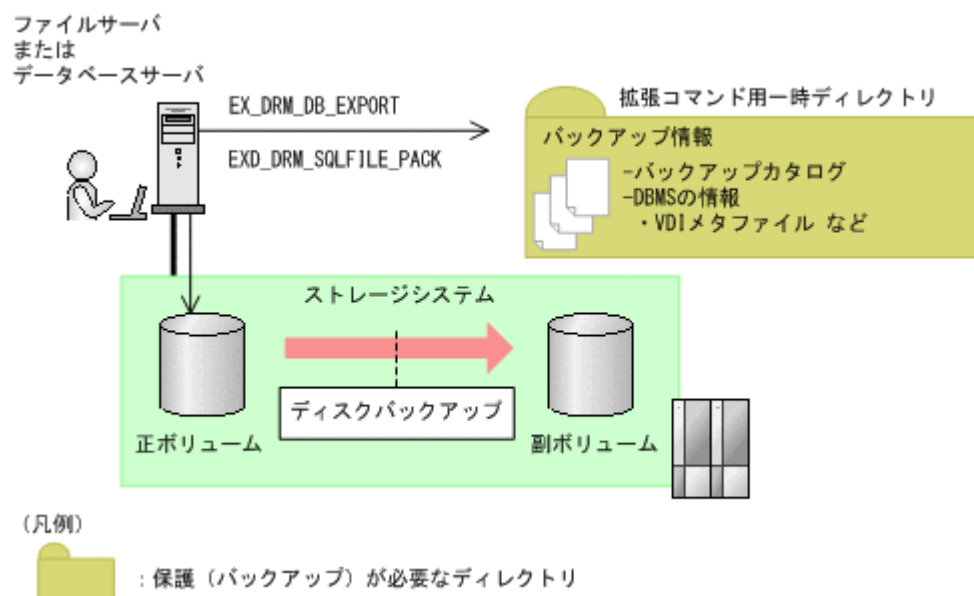 ファイルサーバ
または
データベースサーバ
EX_DRM_DB_EXPORT
EXD_DRM_SQLFILE_PACK
拡張コマンド用一時ディレクトリ
バックアップ情報
-バックアップカタログ
-DBMSの情報
・VDIメタファイル など
ストレージシステム
ディスクバックアップ
正ボリューム
副ボリューム
(凡例)
:保護(バックアップ)が必要なディレクトリ